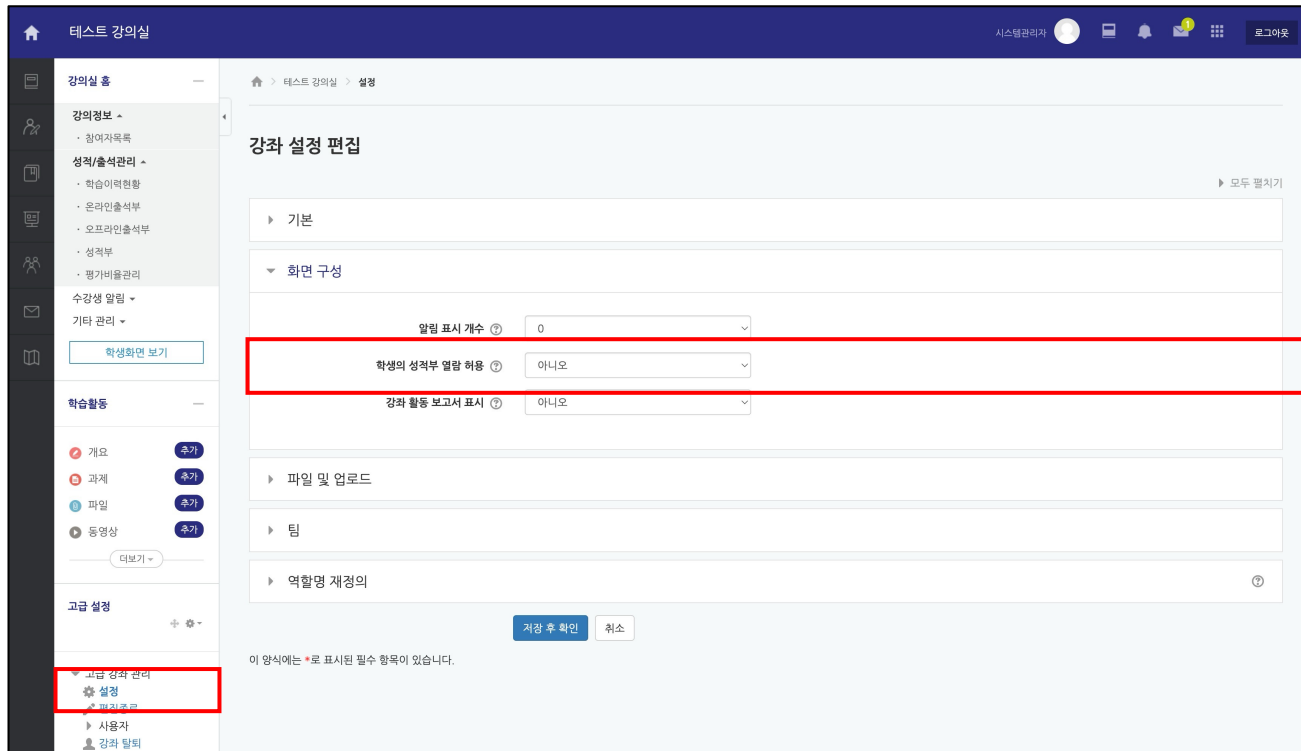 테스트 강의실
시스템관리자
1
로그아웃
강의실 홈
강의정보
· 참여자목록
성적/출석관리
· 학습이력현황
· 온라인출석부
· 오프라인출석부
· 성적부
· 평가비율관리
수강생 알림
기타 관리
학생화면 보기
학습활동
개요 추가
과제 추가
파일 추가
동영상 추가
더보기
고급 설정
고급 강좌 관리
설정
편집종료
사용자
강좌 탈퇴
> 테스트 강의실 > 설정
강좌 설정 편집
모두 펼치기
기본
화면 구성
알림 표시 개수 0
학생의 성적부 열람 허용 아니오
강좌 활동 보고서 표시 아니오
파일 및 업로드
팀
역할명 재정의
저장 후 확인 취소
이 양식에는 *로 표시된 필수 항목이 있습니다.